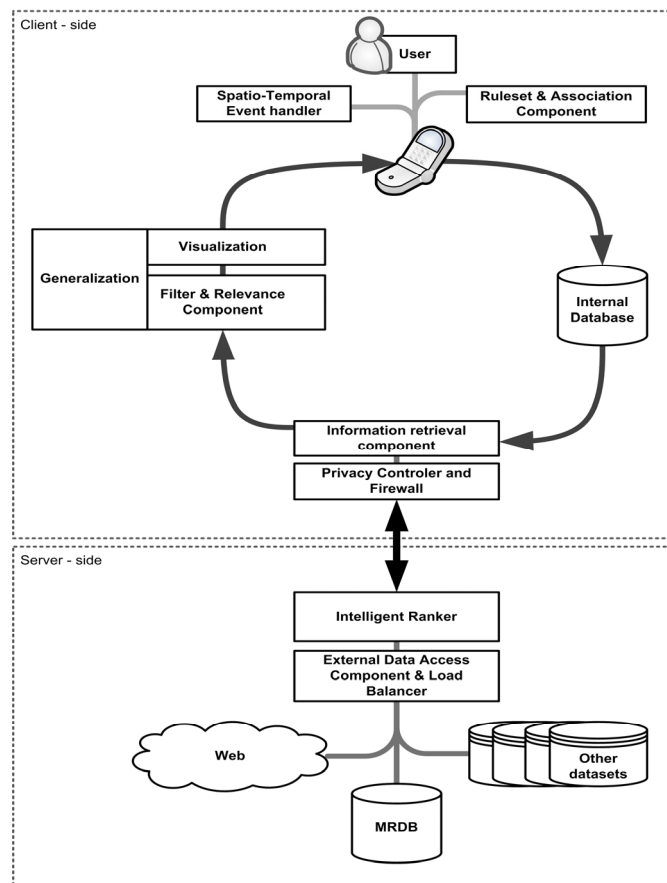 Client - side
User
Spatio-Temporal
Event handler
Ruleset & Association
Component
Generalization
Visualization
Filter & Relevance
Component
Internal
Database
Information retrieval
component
Privacy Controler and
Firewall
Server - side
Intelligent Ranker
External Data Access
Component & Load
Balancer
Web
Other
datasets
MRDB